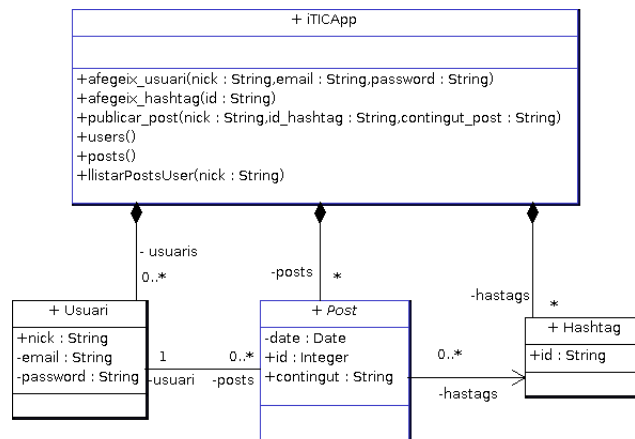 + iTICApp
+afegeix_usuari(nick : String,email : String,password : String)
+afegeix_hashtag(id : String)
+publicar_post(nick : String,id_hashtag : String,contingut_post : String)
+users()
+posts()
+llistarPostsUser(nick : String)
- usuaris
0..*
-posts
*
-hastags
*
+ Usuari
+nick : String
-email : String
-password : String
1
-usuari
0..*
-posts
+ Post
-date : Date
+id : Integer
+contingut : String
0..*
-hastags
+ Hashtag
+id : String